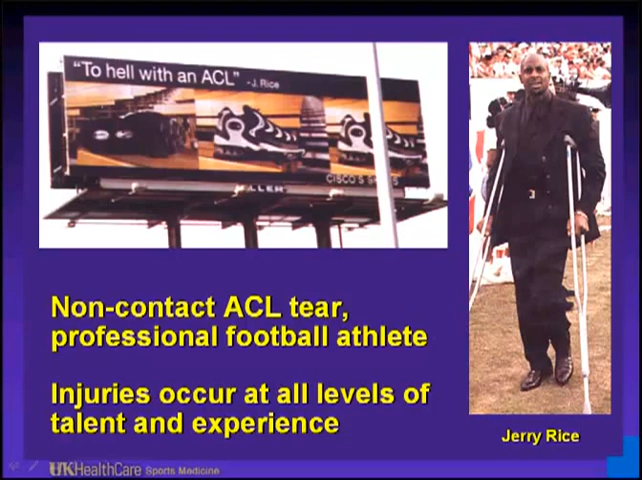 "To hell with an ACL" -J. Rice
CISCO'S
Non-contact ACL tear,
professional football athlete
Injuries occur at all levels of
talent and experience
Jerry Rice
UKHealthCare Sports Medicine